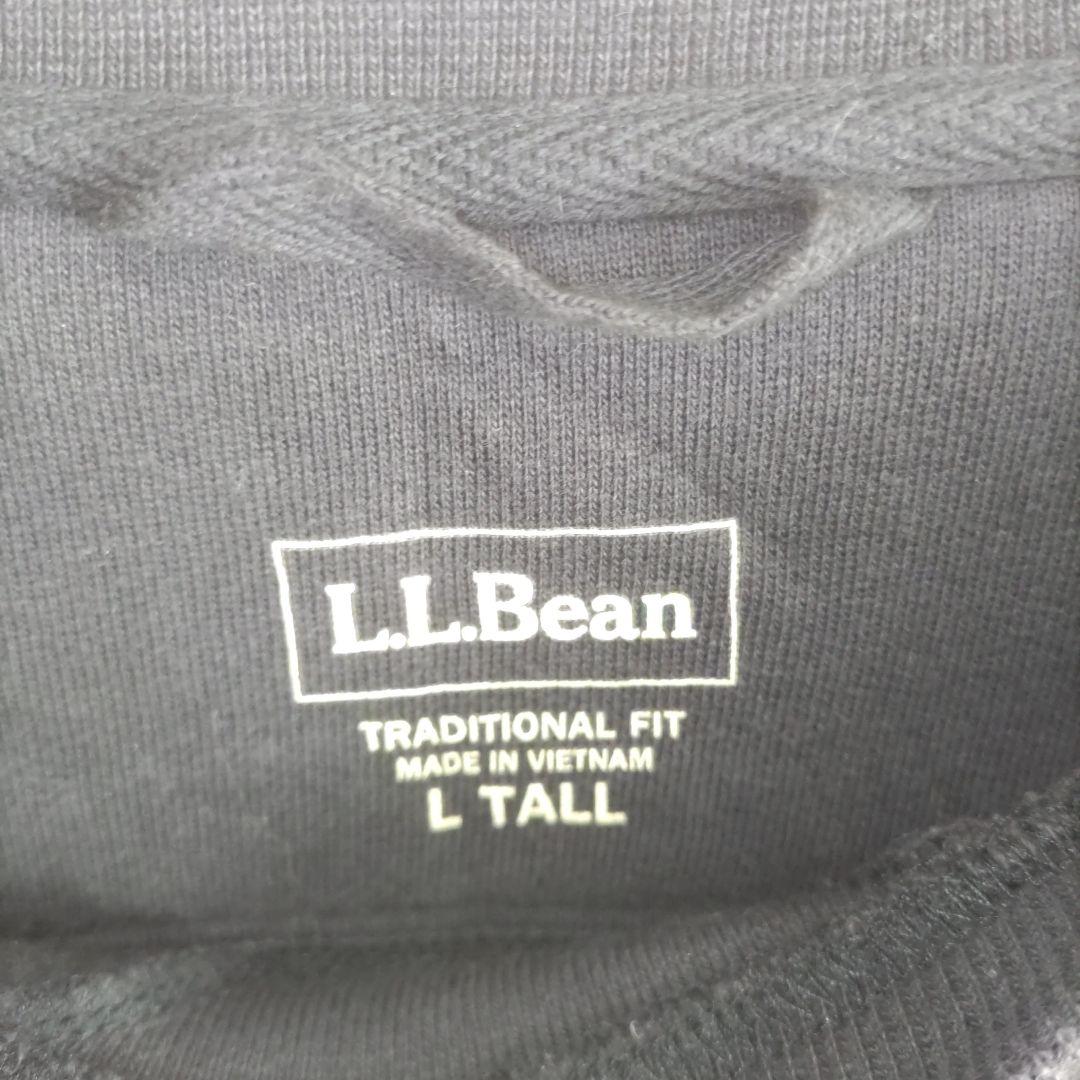 L.L.Bean
TRADITIONAL FIT
MADE IN VIETNAM
L TALL